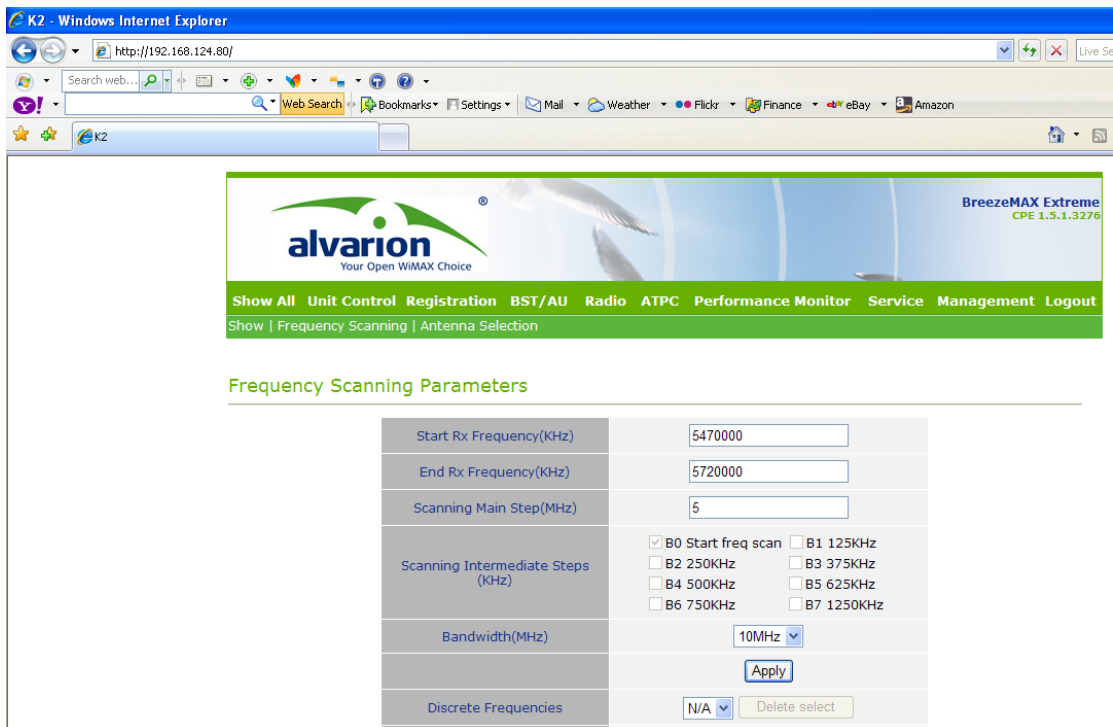 K2 - Windows Internet Explorer
http://192.168.124.80/
Live Se
Search web...
Y! Web Search Bookmarks Settings Mail Weather Flickr Finance eBay Amazon
K2
alvarion ®
Your Open WiMAX Choice
BreezeMAX Extreme
CPE 1.5.1.3276
Show All Unit Control Registration BST/AU Radio ATPC Performance Monitor Service Management Logout
Show | Frequency Scanning | Antenna Selection
Frequency Scanning Parameters
Start Rx Frequency(KHz) 5470000
End Rx Frequency(KHz) 5720000
Scanning Main Step(MHz) 5
Scanning Intermediate Steps (KHz)
B0 Start freq scan B1 125KHz
B2 250KHz B3 375KHz
B4 500KHz B5 625KHz
B6 750KHz B7 1250KHz
Bandwidth(MHz) 10MHz
Apply
Discrete Frequencies N/A Delete select